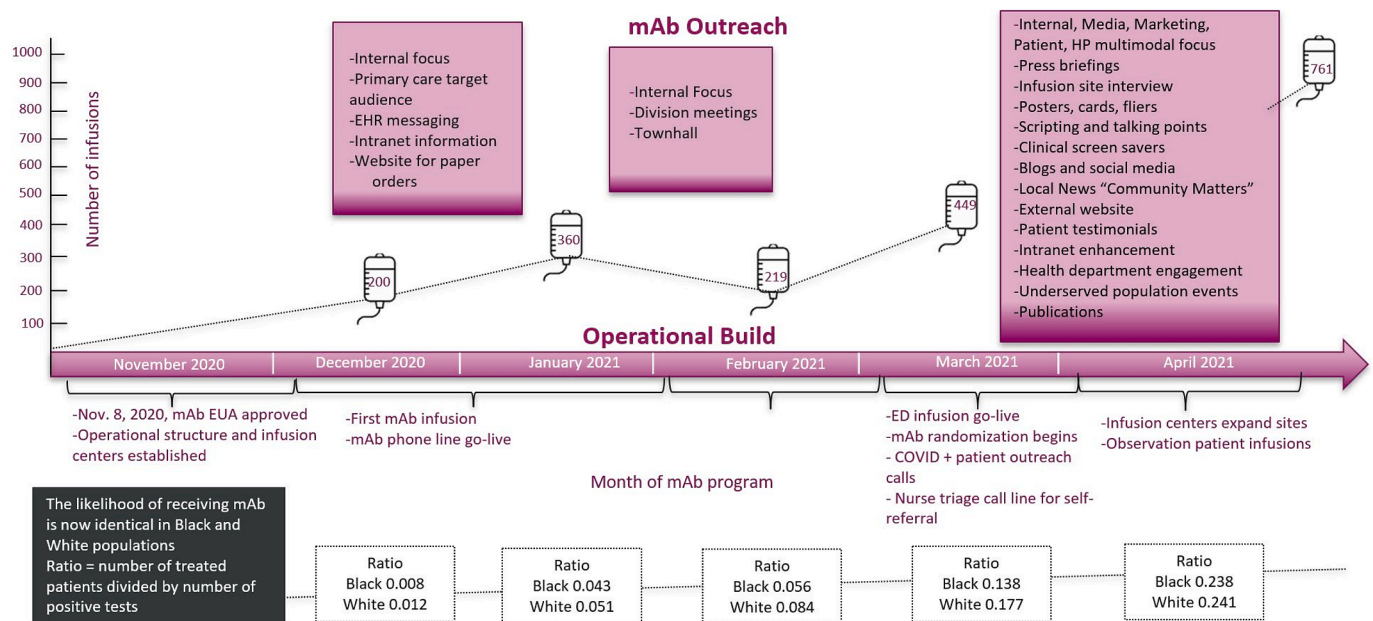 mAb Outreach
1000
900
800
700
600
500
400
300
200
100
Number of infusions
-Internal focus
-Primary care target
audience
-EHR messaging
-Intranet information
-Website for paper
orders
-Internal Focus
-Division meetings
-Townhall
-Internal, Media, Marketing,
Patient, HP multimodal focus
-Press briefings
-Infusion site interview
-Posters, cards, fliers
-Scripting and talking points
-Clinical screen savers
-Blogs and social media
-Local News “Community Matters”
-External website
-Patient testimonials
-Intranet enhancement
-Health department engagement
-Underserved population events
-Publications
200
360
219
449
761
Operational Build
November 2020
December 2020
January 2021
February 2021
March 2021
April 2021
-Nov. 8, 2020, mAb EUA approved
-Operational structure and infusion
centers established
-First mAb infusion
-mAb phone line go-live
-ED infusion go-live
-mAb randomization begins
- COVID + patient outreach
calls
- Nurse triage call line for self-
referral
-Infusion centers expand sites
-Observation patient infusions
Month of mAb program
The likelihood of receiving mAb
is now identical in Black and
White populations
Ratio = number of treated
patients divided by number of
positive tests
Ratio
Black 0.008
White 0.012
Ratio
Black 0.043
White 0.051
Ratio
Black 0.056
White 0.084
Ratio
Black 0.138
White 0.177
Ratio
Black 0.238
White 0.241